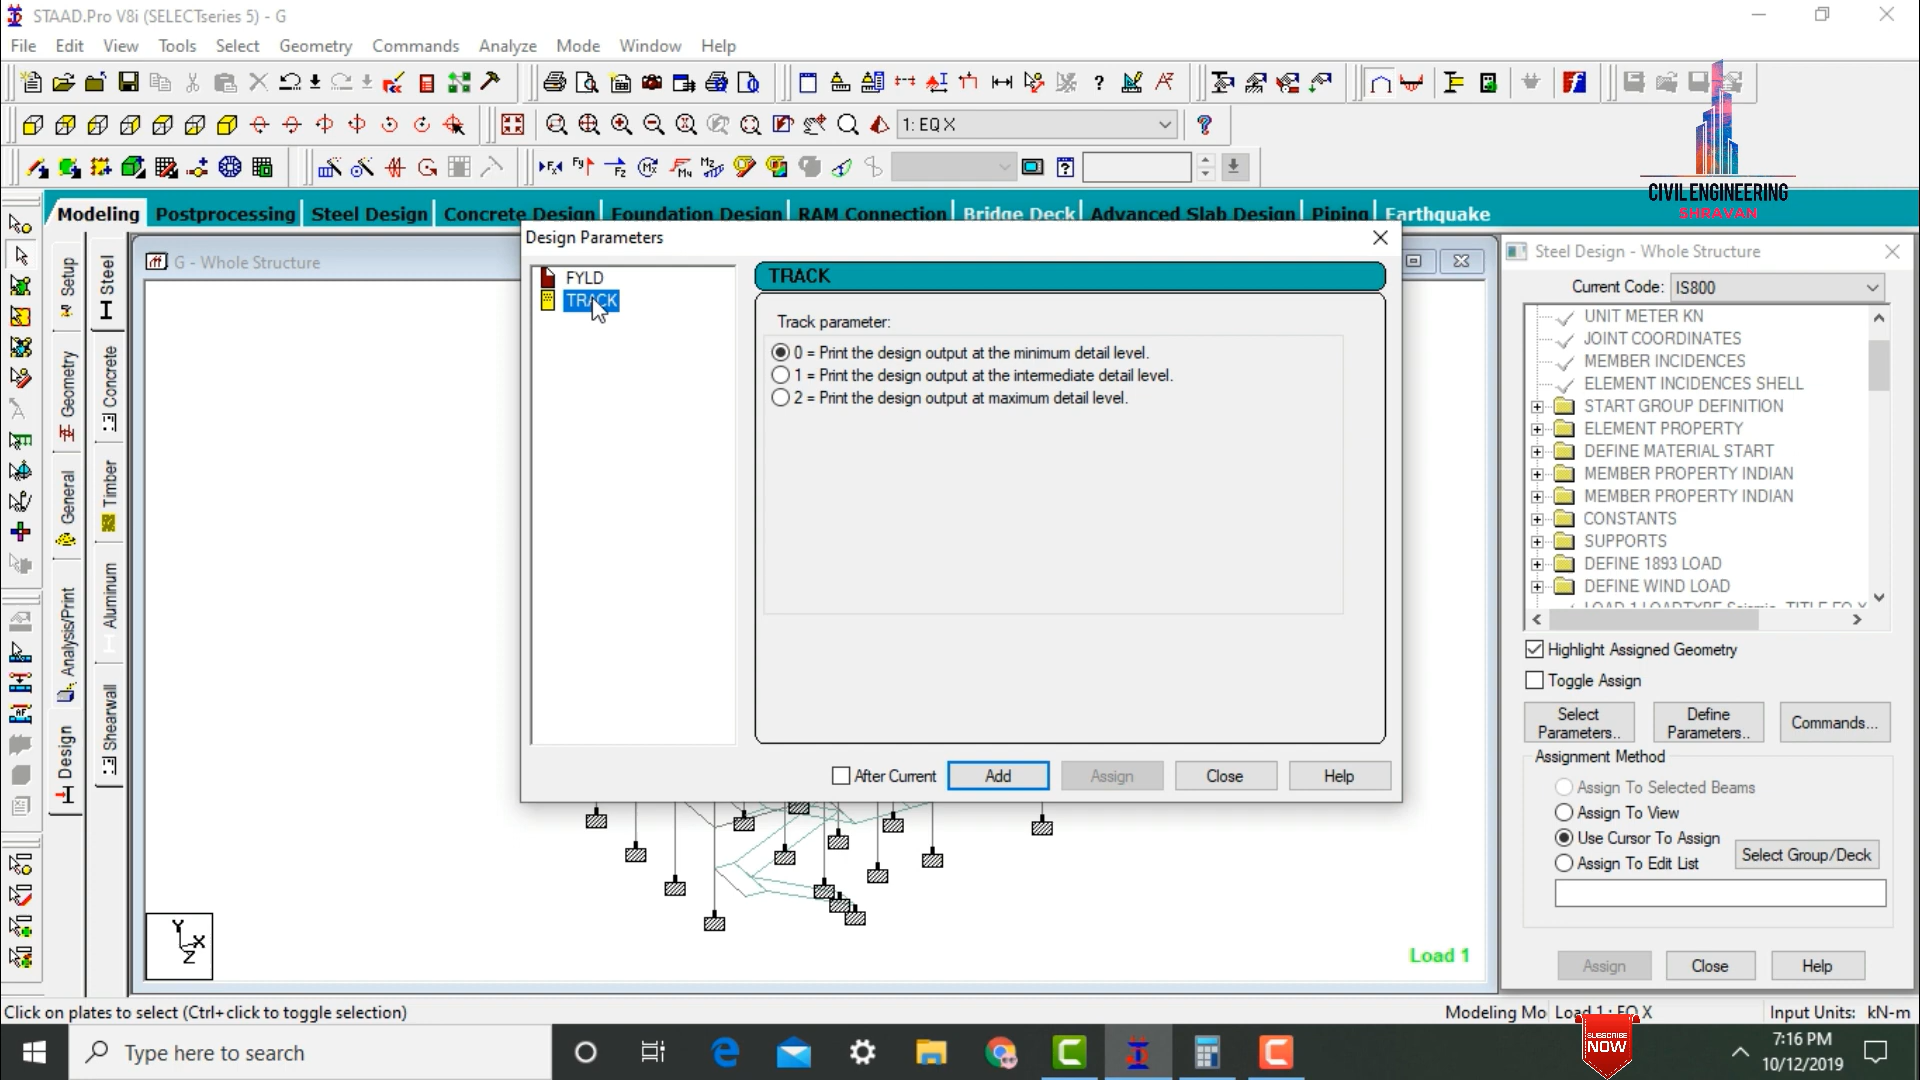 STAAD.Pro V8i (SELECTseries 5) - G
File Edit View Tools Select Geometry Commands Analyze Mode Window Help
1: EQ X
CIVIL ENGINEERING
SHRAVAN
Modeling Postprocessing Steel Design Concrete Design Foundation Design RAM Connection Bridge Deck Advanced Slab Design Piping Earthquake
Setup
Geometry
General
Analysis/Print
Design
Steel
Concrete
Timber
Aluminum
Shearwall
G - Whole Structure
Design Parameters
FYLD
TRACK
TRACK
Track parameter:
0 = Print the design output at the minimum detail level.
1 = Print the design output at the intermediate detail level.
2 = Print the design output at maximum detail level.
After Current Add Assign Close Help
Y
X
Z
Load 1
Steel Design - Whole Structure
Current Code: IS800
UNIT METER KN
JOINT COORDINATES
MEMBER INCIDENCES
ELEMENT INCIDENCES SHELL
START GROUP DEFINITION
ELEMENT PROPERTY
DEFINE MATERIAL START
MEMBER PROPERTY INDIAN
MEMBER PROPERTY INDIAN
CONSTANTS
SUPPORTS
DEFINE 1893 LOAD
DEFINE WIND LOAD
LOAD 1 LOADTYPE Seismic TITLE EQ X
Highlight Assigned Geometry
Toggle Assign
Select Parameters.. Define Parameters.. Commands...
Assignment Method
Assign To Selected Beams
Assign To View
Use Cursor To Assign
Assign To Edit List
Select Group/Deck
Assign Close Help
Click on plates to select (Ctrl+click to toggle selection)
Modeling Mo Load 1 : EQ X Input Units: kN-m
SUBSCRIBE
NOW
Type here to search
7:16 PM
10/12/2019